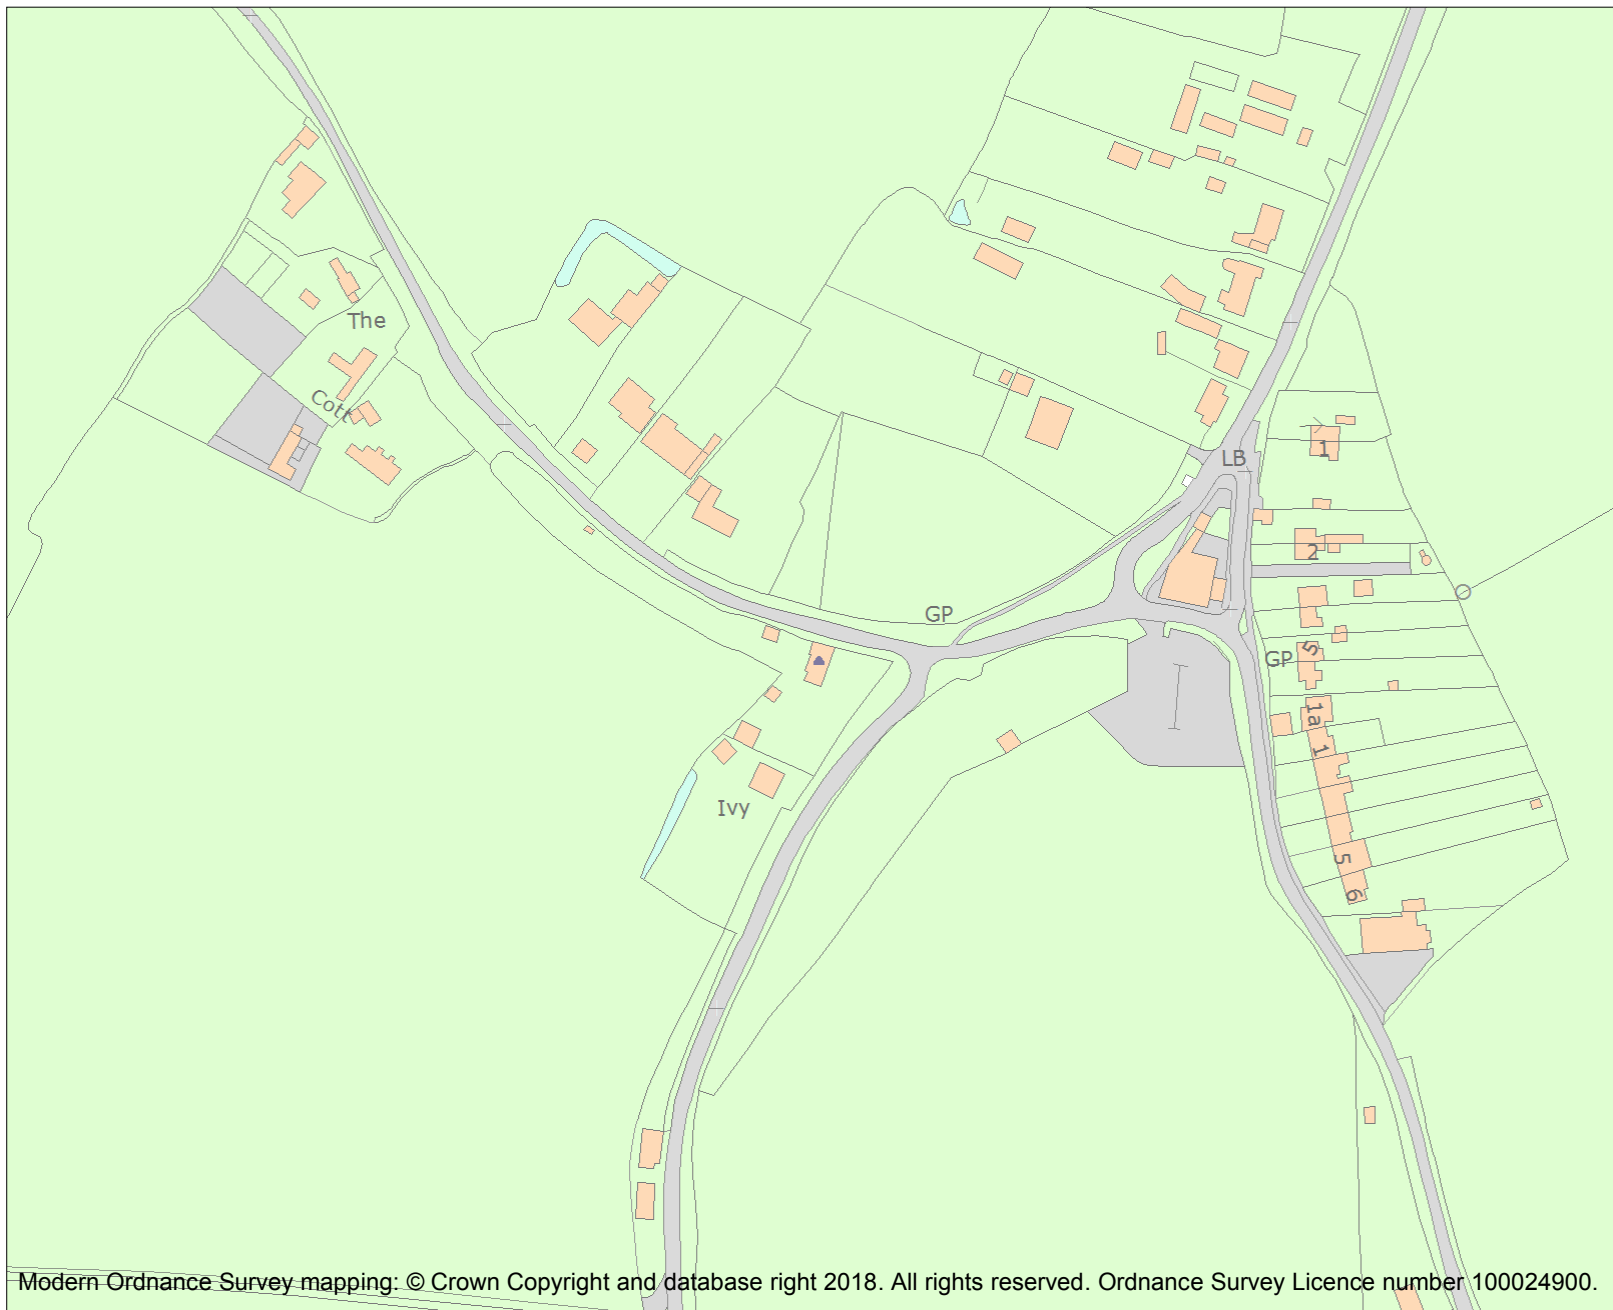 The
Cott
LB
1
2
GP
GP
5
1a
1
Ivy
5
6
Modern Ordnance Survey mapping: © Crown Copyright and database right 2018. All rights reserved. Ordnance Survey Licence number 100024900.